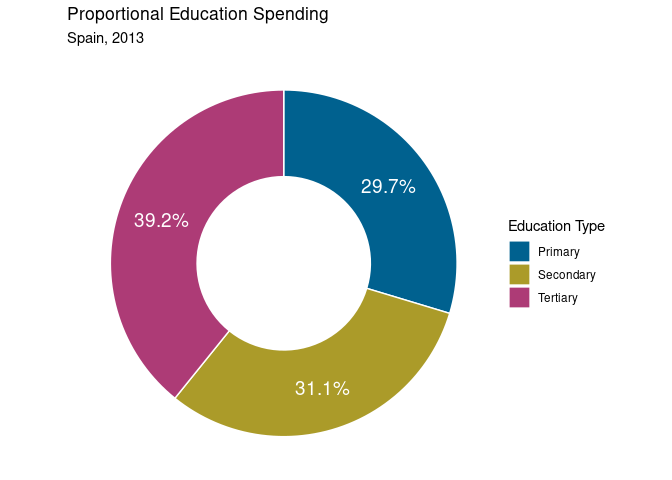 Proportional Education Spending
Spain, 2013
29.7%
39.2%
31.1%
Education Type
Primary
Secondary
Tertiary